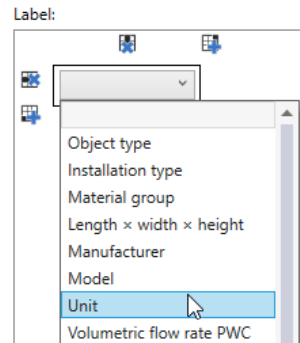 Label:
Object type
Installation type
Material group
Length × width × height
Manufacturer
Model
Unit
Volumetric flow rate PWC